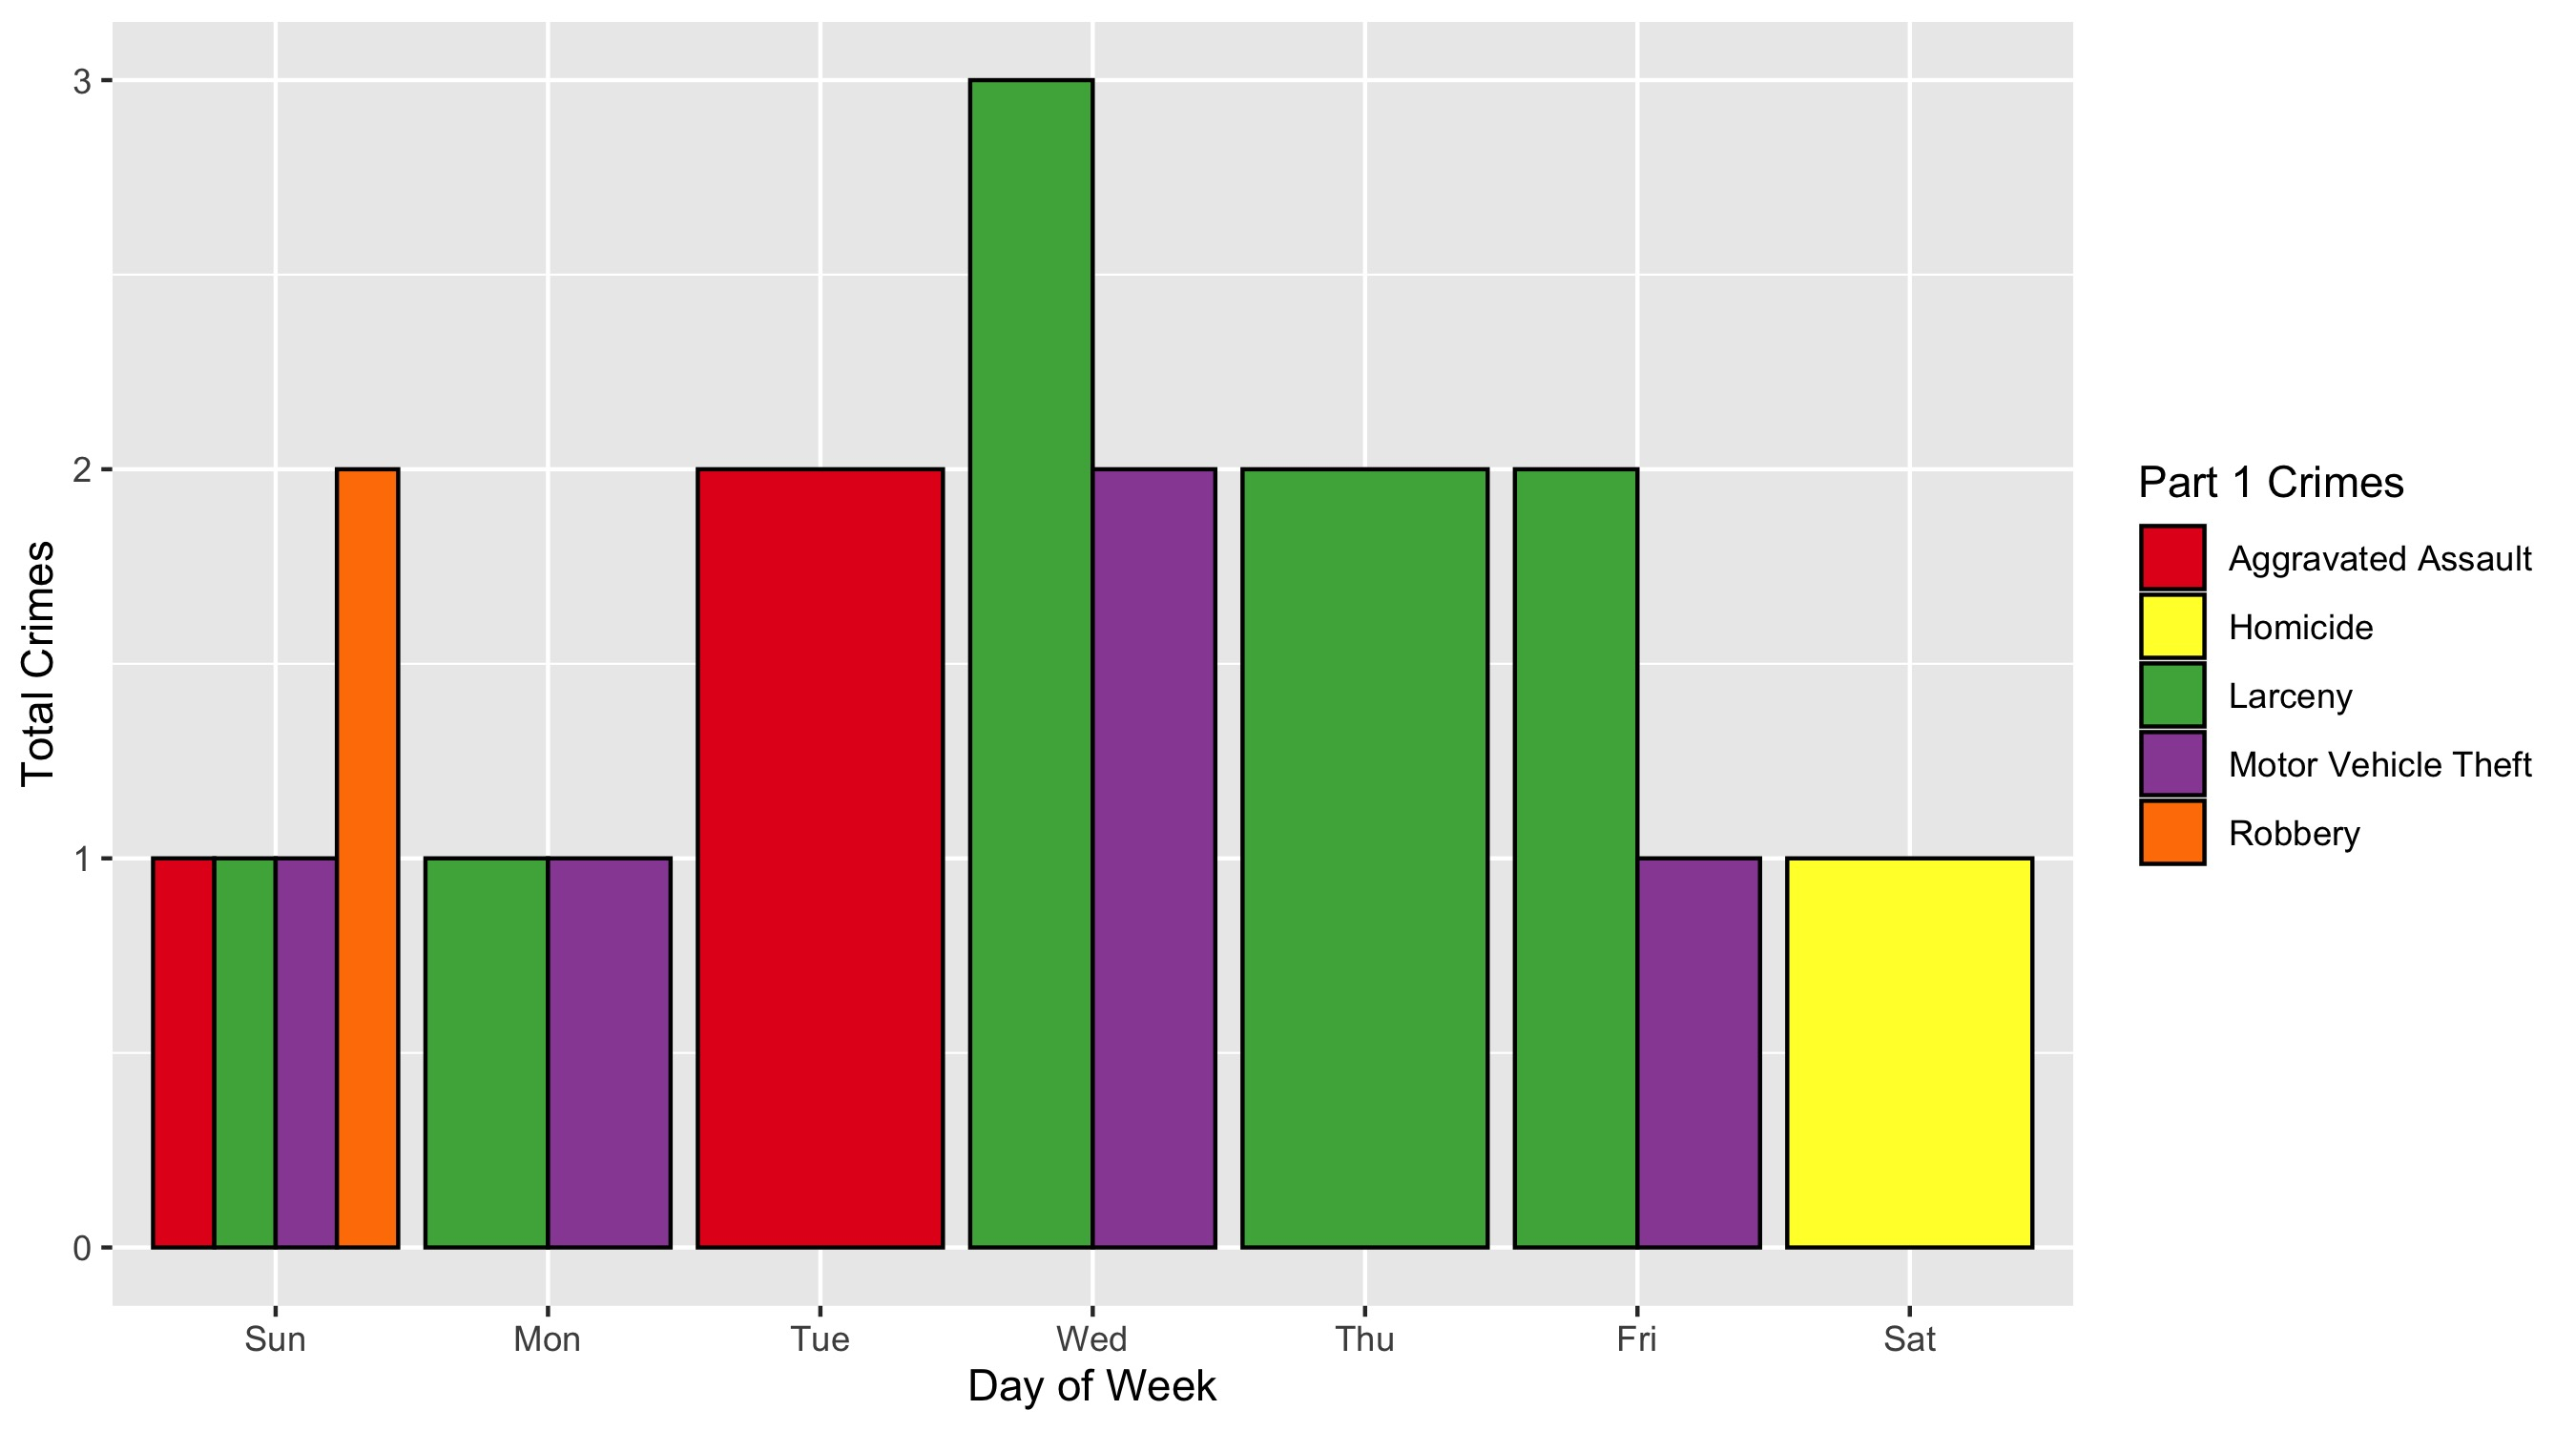 3
2
1
0
Total Crimes
Sun Mon Tue Wed Thu Fri Sat
Day of Week
Part 1 Crimes
Aggravated Assault
Homicide
Larceny
Motor Vehicle Theft
Robbery